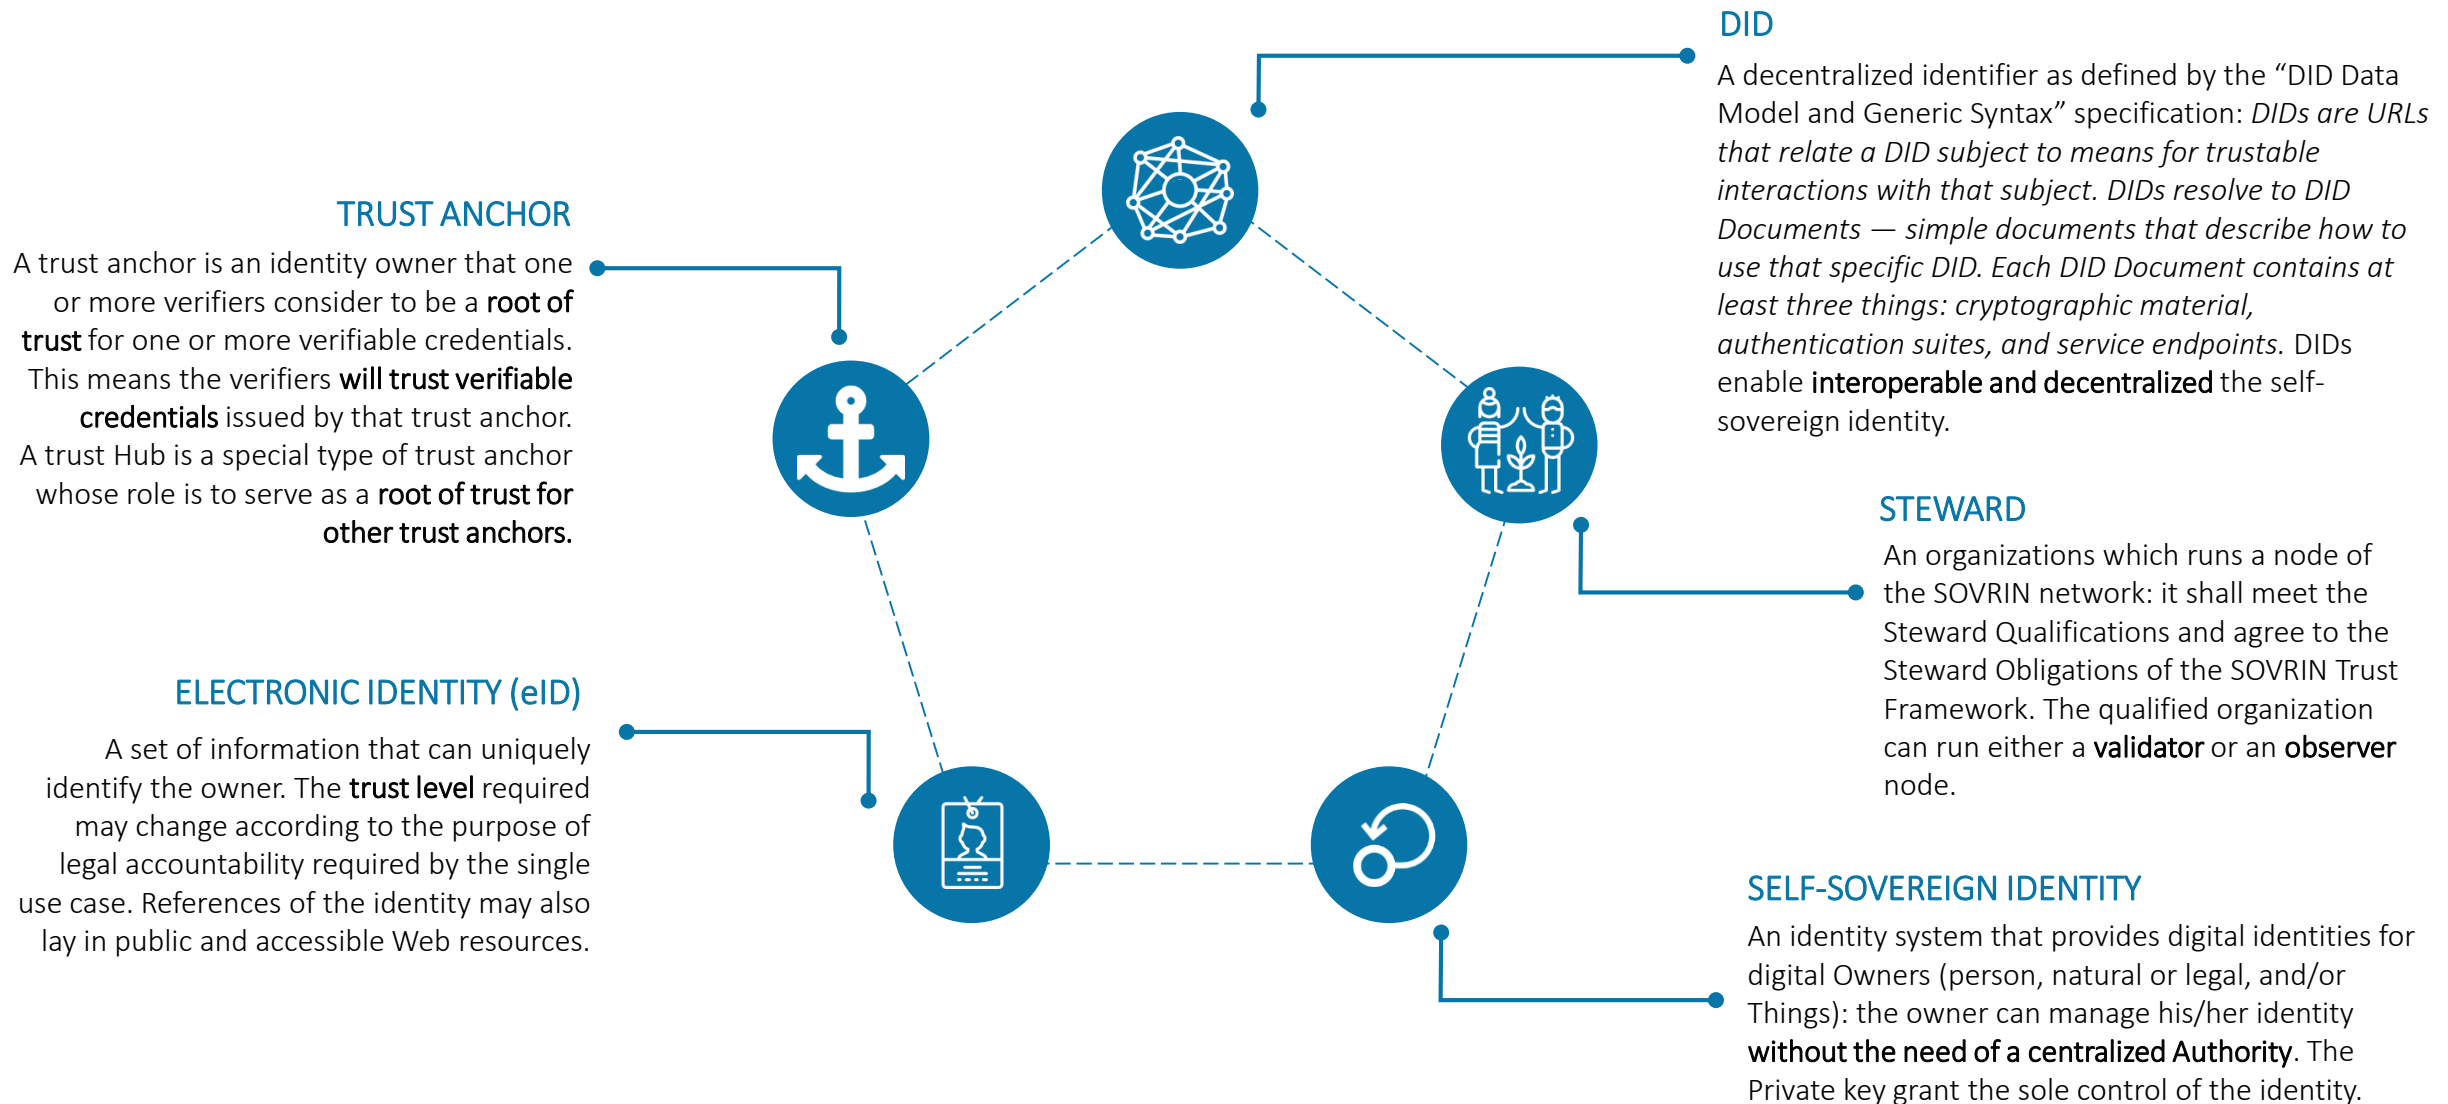 DID
A decentralized identifier as defined by the “DID Data
Model and Generic Syntax” specification: DIDs are URLs
that relate a DID subject to means for trustable
interactions with that subject. DIDs resolve to DID
Documents — simple documents that describe how to
use that specific DID. Each DID Document contains at
least three things: cryptographic material,
authentication suites, and service endpoints. DIDs
enable interoperable and decentralized the self-
sovereign identity.
TRUST ANCHOR
A trust anchor is an identity owner that one
or more verifiers consider to be a root of
trust for one or more verifiable credentials.
This means the verifiers will trust verifiable
credentials issued by that trust anchor.
A trust Hub is a special type of trust anchor
whose role is to serve as a root of trust for
other trust anchors.
STEWARD
An organizations which runs a node of
the SOVRIN network: it shall meet the
Steward Qualifications and agree to the
Steward Obligations of the SOVRIN Trust
Framework. The qualified organization
can run either a validator or an observer
node.
ELECTRONIC IDENTITY (eID)
A set of information that can uniquely
identify the owner. The trust level required
may change according to the purpose of
legal accountability required by the single
use case. References of the identity may also
lay in public and accessible Web resources.
SELF-SOVEREIGN IDENTITY
An identity system that provides digital identities for
digital Owners (person, natural or legal, and/or
Things): the owner can manage his/her identity
without the need of a centralized Authority. The
Private key grant the sole control of the identity.